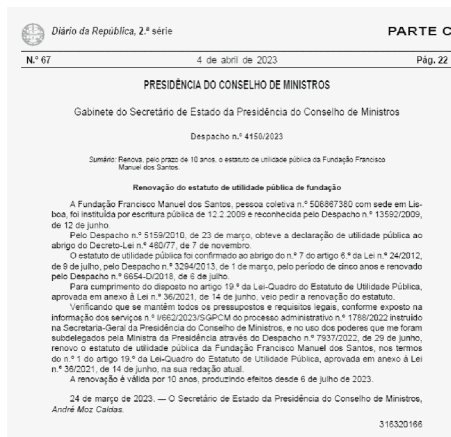 Diário da República, 2.ª série
PARTE C
N.º 67
4 de abril de 2023
Pág. 22
PRESIDÊNCIA DO CONSELHO DE MINISTROS
Gabinete do Secretário de Estado da Presidência do Conselho de Ministros
Despacho n.º 4150/2023
Sumário: Renova, pelo prazo de 10 anos, o estatuto de utilidade pública da Fundação Francisco
Manuel dos Santos.
Renovação do estatuto de utilidade pública de fundação
A Fundação Francisco Manuel dos Santos, pessoa coletiva n.º 508867380 com sede em Lis-
boa, foi instituída por escritura pública de 12.2.2009 e reconhecida pelo Despacho n.º 13592/2009,
de 12 de junho.
Pelo Despacho n.º 5159/2010, de 23 de março, obteve a declaração de utilidade pública ao
abrigo do Decreto-Lei n.º 460/77, de 7 de novembro.
O estatuto de utilidade pública foi confirmado ao abrigo do n.º 7 do artigo 6.º da Lei n.º 24/2012,
de 9 de julho, pelo Despacho n.º 3294/2013, de 1 de março, pelo período de cinco anos e renovado
pelo Despacho n.º 6654-D/2018, de 6 de julho.
Para cumprimento do disposto no artigo 19.º da Lei-Quadro do Estatuto de Utilidade Pública,
aprovada em anexo à Lei n.º 36/2021, de 14 de junho, veio pedir a renovação do estatuto.
Verificando que se mantêm todos os pressupostos e requisitos legais, conforme exposto na
informação dos serviços n.º I/662/2023/SGPCM do processo administrativo n.º 1788/2022 instruído
na Secretaria-Geral da Presidência do Conselho de Ministros, e no uso dos poderes que me foram
subdelegados pela Ministra da Presidência através do Despacho n.º 7937/2022, de 29 de junho,
renovo o estatuto de utilidade pública da Fundação Francisco Manuel dos Santos, nos termos
do n.º 1 do artigo 19.º da Lei-Quadro do Estatuto de Utilidade Pública, aprovada em anexo à Lei
n.º 36/2021, de 14 de junho, na sua redação atual.
A renovação é válida por 10 anos, produzindo efeitos desde 6 de julho de 2023.
24 de março de 2023. — O Secretário de Estado da Presidência do Conselho de Ministros,
André Moz Caldas.
316320166